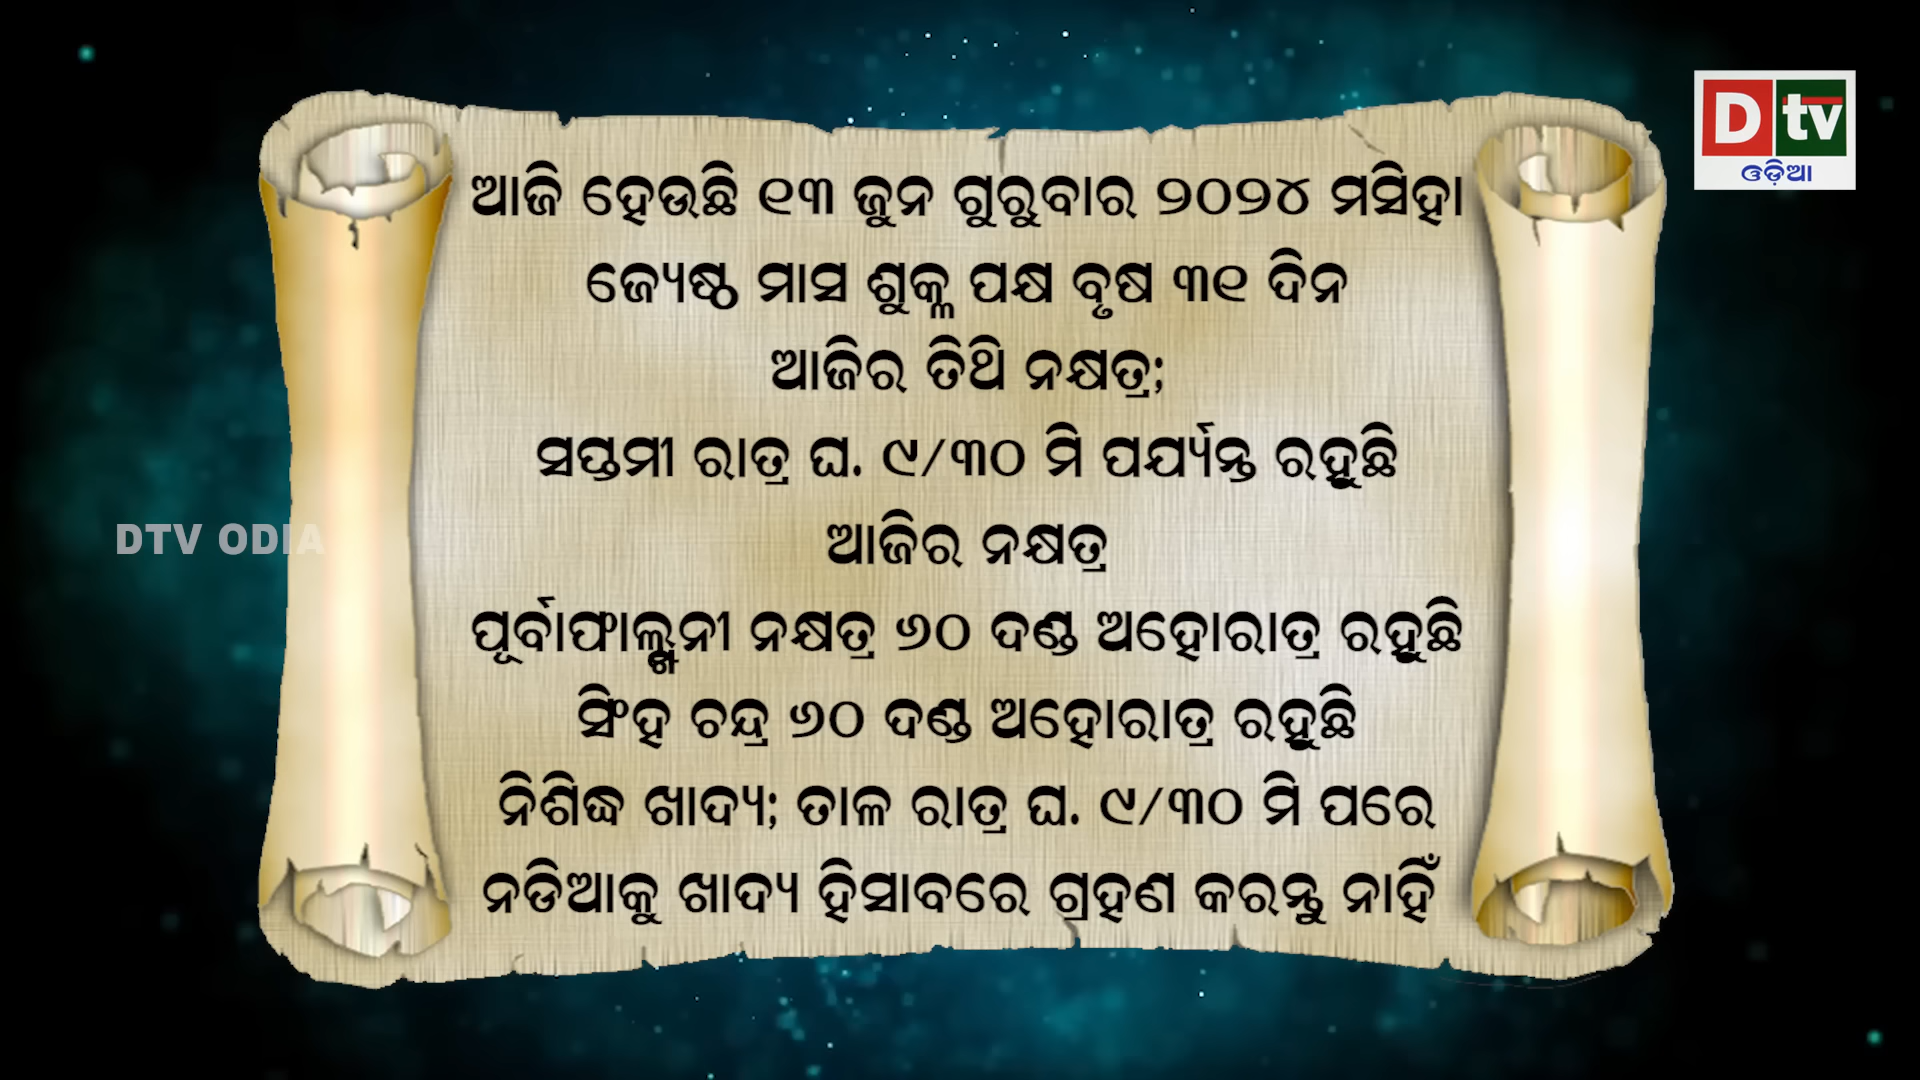 Dtv
ଓଡ଼ିଆ
ଆଜି ହେଉଛି ୧୩ ଜୁନ ଗୁରୁବାର ୨୦୨୪ ମସିହା
ଜ୍ୟେଷ୍ଠ ମାସ ଶୁକ୍ଳ ପକ୍ଷ ବୃଷ ୩୧ ଦିନ
ଆଜିର ତିଥି ନକ୍ଷତ୍ର;
ସପ୍ତମୀ ରାତ୍ର ଘ. ୯/୩୦ ମି ପର୍ଯ୍ୟନ୍ତ ରହୁଛି
ଆଜିର ନକ୍ଷତ୍ର
ପୂର୍ବାଫାଲ୍ଗୁନୀ ନକ୍ଷତ୍ର ୬୦ ଦଣ୍ଡ ଅହୋରାତ୍ର ରହୁଛି
ସିଂହ ଚନ୍ଦ୍ର ୬୦ ଦଣ୍ଡ ଅହୋରାତ୍ର ରହୁଛି
ନିଶିଦ୍ଧ ଖାଦ୍ୟ; ତାଳ ରାତ୍ର ଘ. ୯/୩୦ ମି ପରେ
ନଡିଆକୁ ଖାଦ୍ୟ ହିସାବରେ ଗ୍ରହଣ କରନ୍ତୁ ନାହିଁ
DTV ODIA